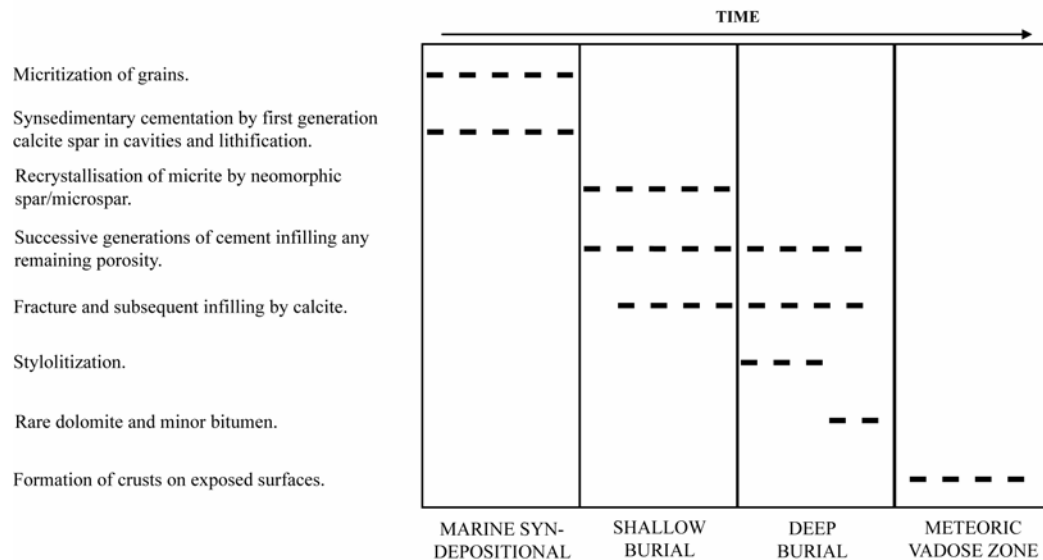 TIME
Micritization of grains.
Synsedimentary cementation by first generation
calcite spar in cavities and lithification.
Recrystallisation of micrite by neomorphic
spar/microspar.
Successive generations of cement infilling any
remaining porosity.
Fracture and subsequent infilling by calcite.
Stylolitization.
Rare dolomite and minor bitumen.
Formation of crusts on exposed surfaces.
MARINE SYN-
DEPOSITIONAL
SHALLOW
BURIAL
DEEP
BURIAL
METEORIC
VADOSE ZONE